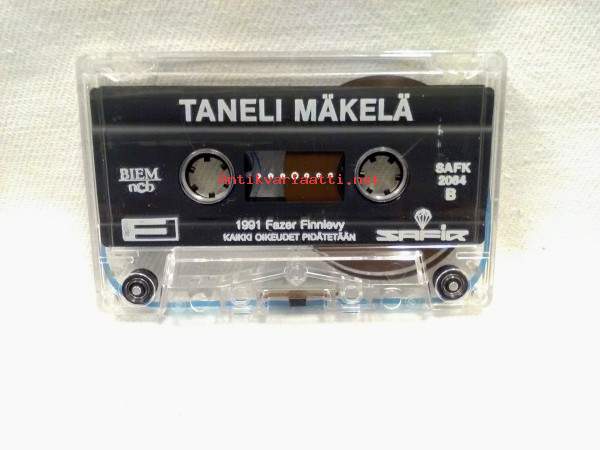 TANELI MÄKELÄ
BIEM
ncb
SAFK
2064
B
Antikvariaatti.net
1991 Fazer Finnlevy
KAIKKI OIKEUDET PIDÄTETÄÄN
SAFIR